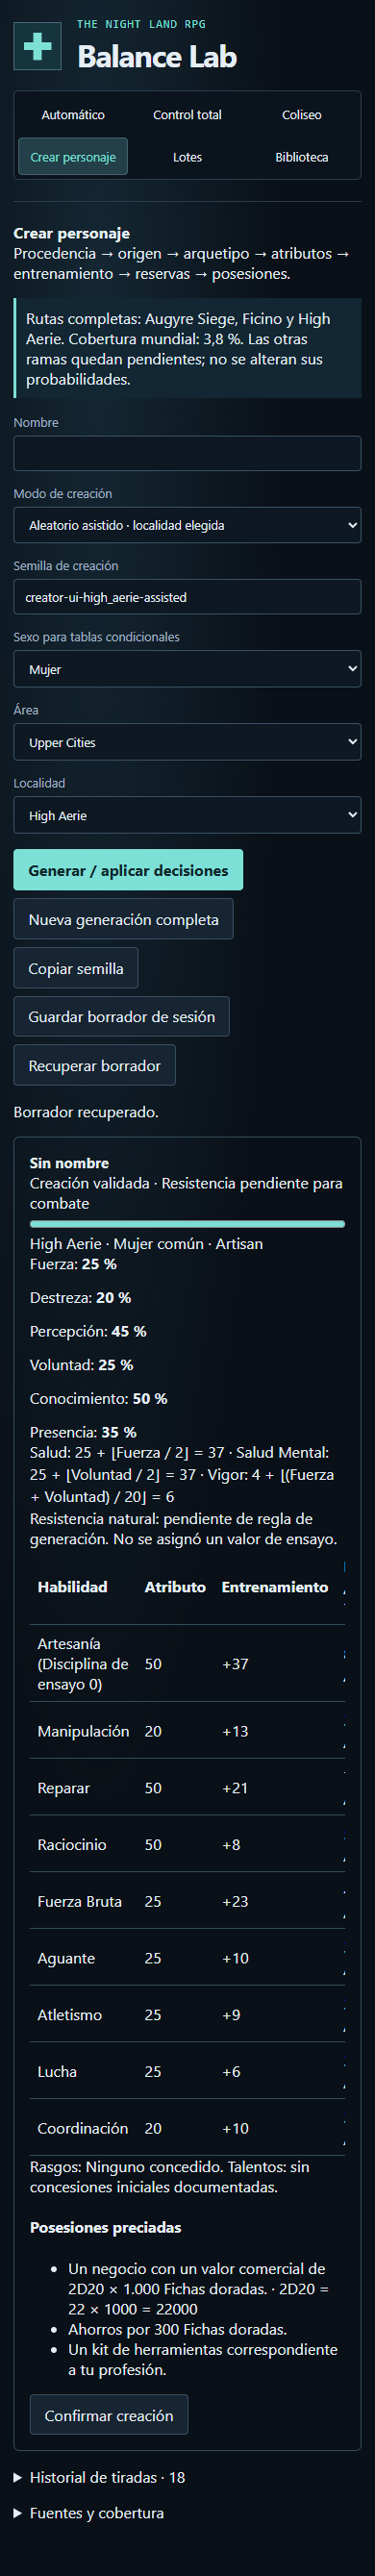 THE NIGHT LAND RPG
Balance Lab
Automático Control total Coliseo
Crear personaje Lotes Biblioteca
Crear personaje
Procedencia → origen → arquetipo → atributos →
entrenamiento → reservas → posesiones.
Rutas completas: Augyre Siege, Ficino y High
Aerie. Cobertura mundial: 3,8 %. Las otras
ramas quedan pendientes; no se alteran sus
probabilidades.
Nombre
Modo de creación
Aleatorio asistido · localidad elegida
Semilla de creación
creator-ui-high_aerie-assisted
Sexo para tablas condicionales
Mujer
Área
Upper Cities
Localidad
High Aerie
Generar / aplicar decisiones
Nueva generación completa
Copiar semilla
Guardar borrador de sesión
Recuperar borrador
Borrador recuperado.
Sin nombre
Creación validada · Resistencia pendiente para
combate
High Aerie · Mujer común · Artisan
Fuerza: 25 %
Destreza: 20 %
Percepción: 45 %
Voluntad: 25 %
Conocimiento: 50 %
Presencia: 35 %
Salud: 25 + ⌊Fuerza / 2⌋ = 37 · Salud Mental:
25 + ⌊Voluntad / 2⌋ = 37 · Vigor: 4 + ⌊(Fuerza
+ Voluntad) / 20⌋ = 6
Resistencia natural: pendiente de regla de
generación. No se asignó un valor de ensayo.
Habilidad Atributo Entrenamiento
Artesanía
(Disciplina de
ensayo 0) 50 +37
Manipulación 20 +13
Reparar 50 +21
Raciocinio 50 +8
Fuerza Bruta 25 +23
Aguante 25 +10
Atletismo 25 +9
Lucha 25 +6
Coordinación 20 +10
Rasgos: Ninguno concedido. Talentos: sin
concesiones iniciales documentadas.
Posesiones preciadas
• Un negocio con un valor comercial de
2D20 × 1.000 Fichas doradas. · 2D20 =
22 × 1000 = 22000
• Ahorros por 300 Fichas doradas.
• Un kit de herramientas correspondiente
a tu profesión.
Confirmar creación
▶ Historial de tiradas · 18
▶ Fuentes y cobertura